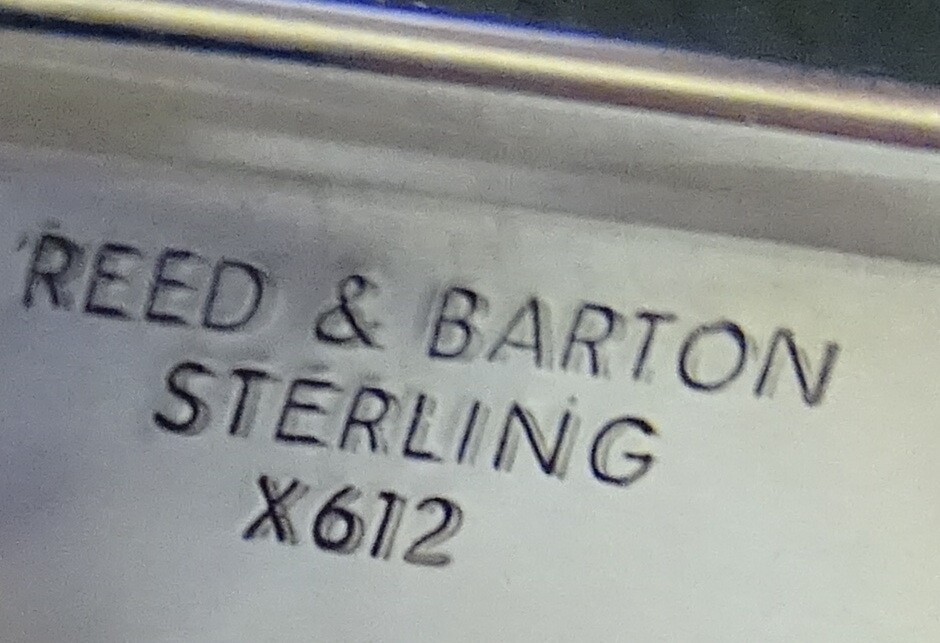 REED & BARTON
STERLING
X612